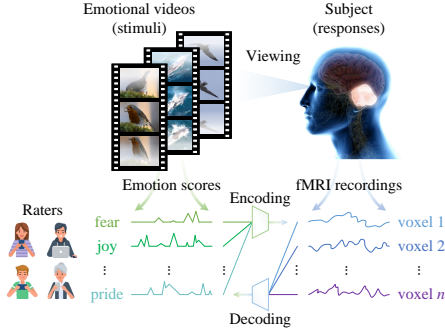 Emotional videos
(stimuli)
Subject
(responses)
Viewing
Emotion scores
Encoding
fMRI recordings
Raters
fear
joy
⋮
pride
voxel 1
voxel 2
⋮
voxel n
Decoding